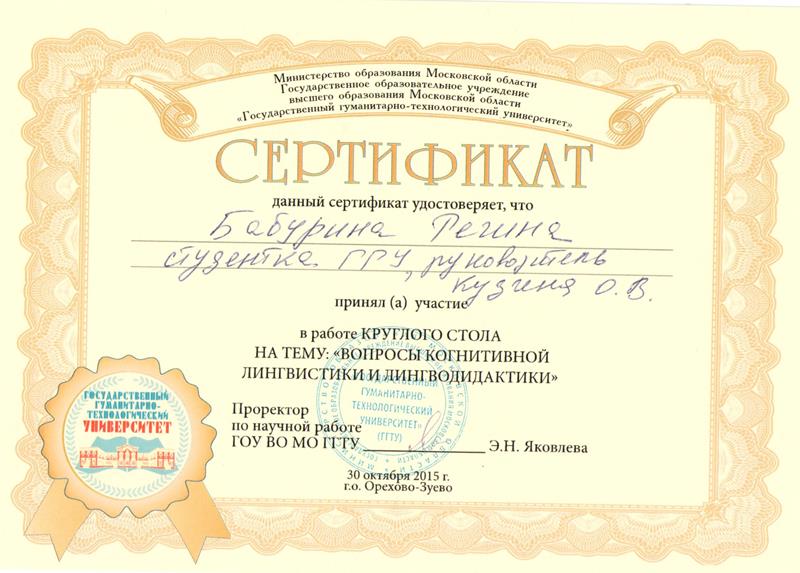 Министерство образования Московской области
Государственное образовательное учреждение
высшего образования Московской области
«Государственный гуманитарно-технологический университет»
СЕРТИФИКАТ
данный сертификат удостоверяет, что
Бабурина Регина
студентка ГГУ, руководитель
Кузина О.В.
принял (а) участие
в работе КРУГЛОГО СТОЛА
НА ТЕМУ: «ВОПРОСЫ КОГНИТИВНОЙ
ЛИНГВИСТИКИ И ЛИНГВОДИДАКТИКИ»
ГОСУДАРСТВЕННЫЙ
ГУМАНИТАРНО-
ТЕХНОЛОГИЧЕСКИЙ
УНИВЕРСИТЕТ
ГОСУДАРСТВЕННЫЙ
ГУМАНИТАРНО-
ТЕХНОЛОГИЧЕСКИЙ
УНИВЕРСИТЕТ»
(ГГТУ)
Проректор
по научной работе
ГОУ ВО МО ГГТУ Э.Н. Яковлева
30 октября 2015 г.
г.о. Орехово-Зуево